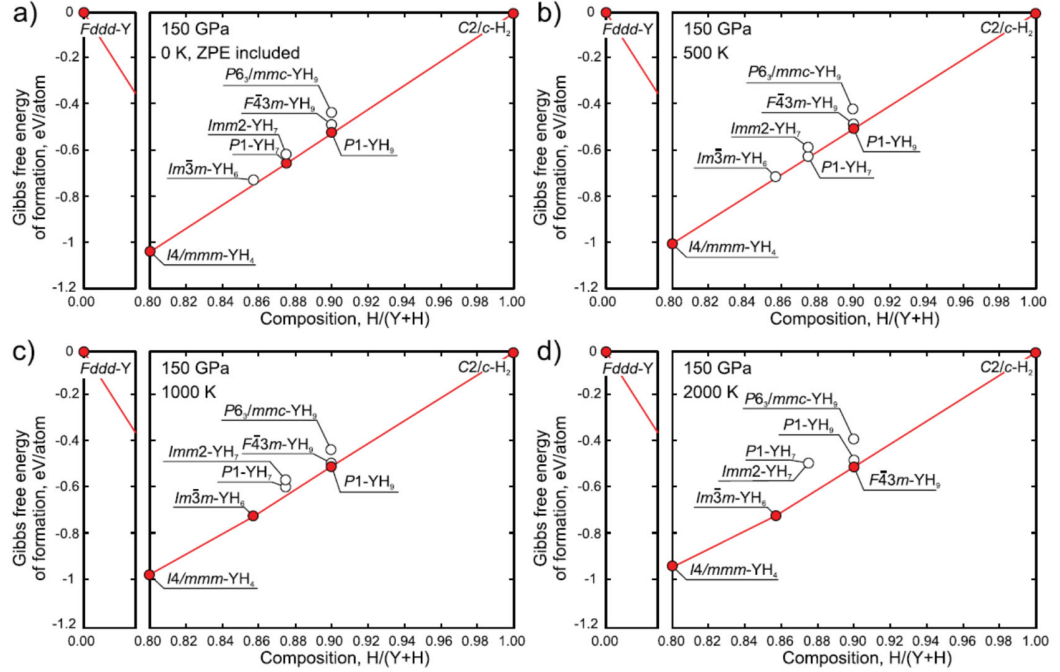 a)
150 GPa
0 K, ZPE included
Fddd-Y
C2/c-H₂
P6₃/mmc-YH₉
F4̄3m-YH₉
Imm2-YH₇
P1-YH₇
Im3̄m-YH₆
P1-YH₉
I4/mmm-YH₄
Gibbs free energy
of formation, eV/atom
0
-0.2
-0.4
-0.6
-0.8
-1
-1.2
0.00
0.80 0.82 0.84 0.86 0.88 0.90 0.92 0.94 0.96 0.98 1.00
Composition, H/(Y+H)
b)
150 GPa
500 K
Fddd-Y
C2/c-H₂
P6₃/mmc-YH₉
F4̄3m-YH₉
Imm2-YH₇
Im3̄m-YH₆
P1-YH₉
P1-YH₇
I4/mmm-YH₄
Gibbs free energy
of formation, eV/atom
0
-0.2
-0.4
-0.6
-0.8
-1
-1.2
0.00
0.80 0.82 0.84 0.86 0.88 0.90 0.92 0.94 0.96 0.98 1.00
Composition, H/(Y+H)
c)
150 GPa
1000 K
Fddd-Y
C2/c-H₂
P6₃/mmc-YH₉
F4̄3m-YH₉
Imm2-YH₇
P1-YH₇
P1-YH₉
Im3̄m-YH₆
I4/mmm-YH₄
Gibbs free energy
of formation, eV/atom
0
-0.2
-0.4
-0.6
-0.8
-1
-1.2
0.00
0.80 0.82 0.84 0.86 0.88 0.90 0.92 0.94 0.96 0.98 1.00
Composition, H/(Y+H)
d)
150 GPa
2000 K
Fddd-Y
C2/c-H₂
P6₃/mmc-YH₉
P1-YH₉
P1-YH₇
Imm2-YH₇
F4̄3m-YH₉
Im3̄m-YH₆
I4/mmm-YH₄
Gibbs free energy
of formation, eV/atom
0
-0.2
-0.4
-0.6
-0.8
-1
-1.2
0.00
0.80 0.82 0.84 0.86 0.88 0.90 0.92 0.94 0.96 0.98 1.00
Composition, H/(Y+H)